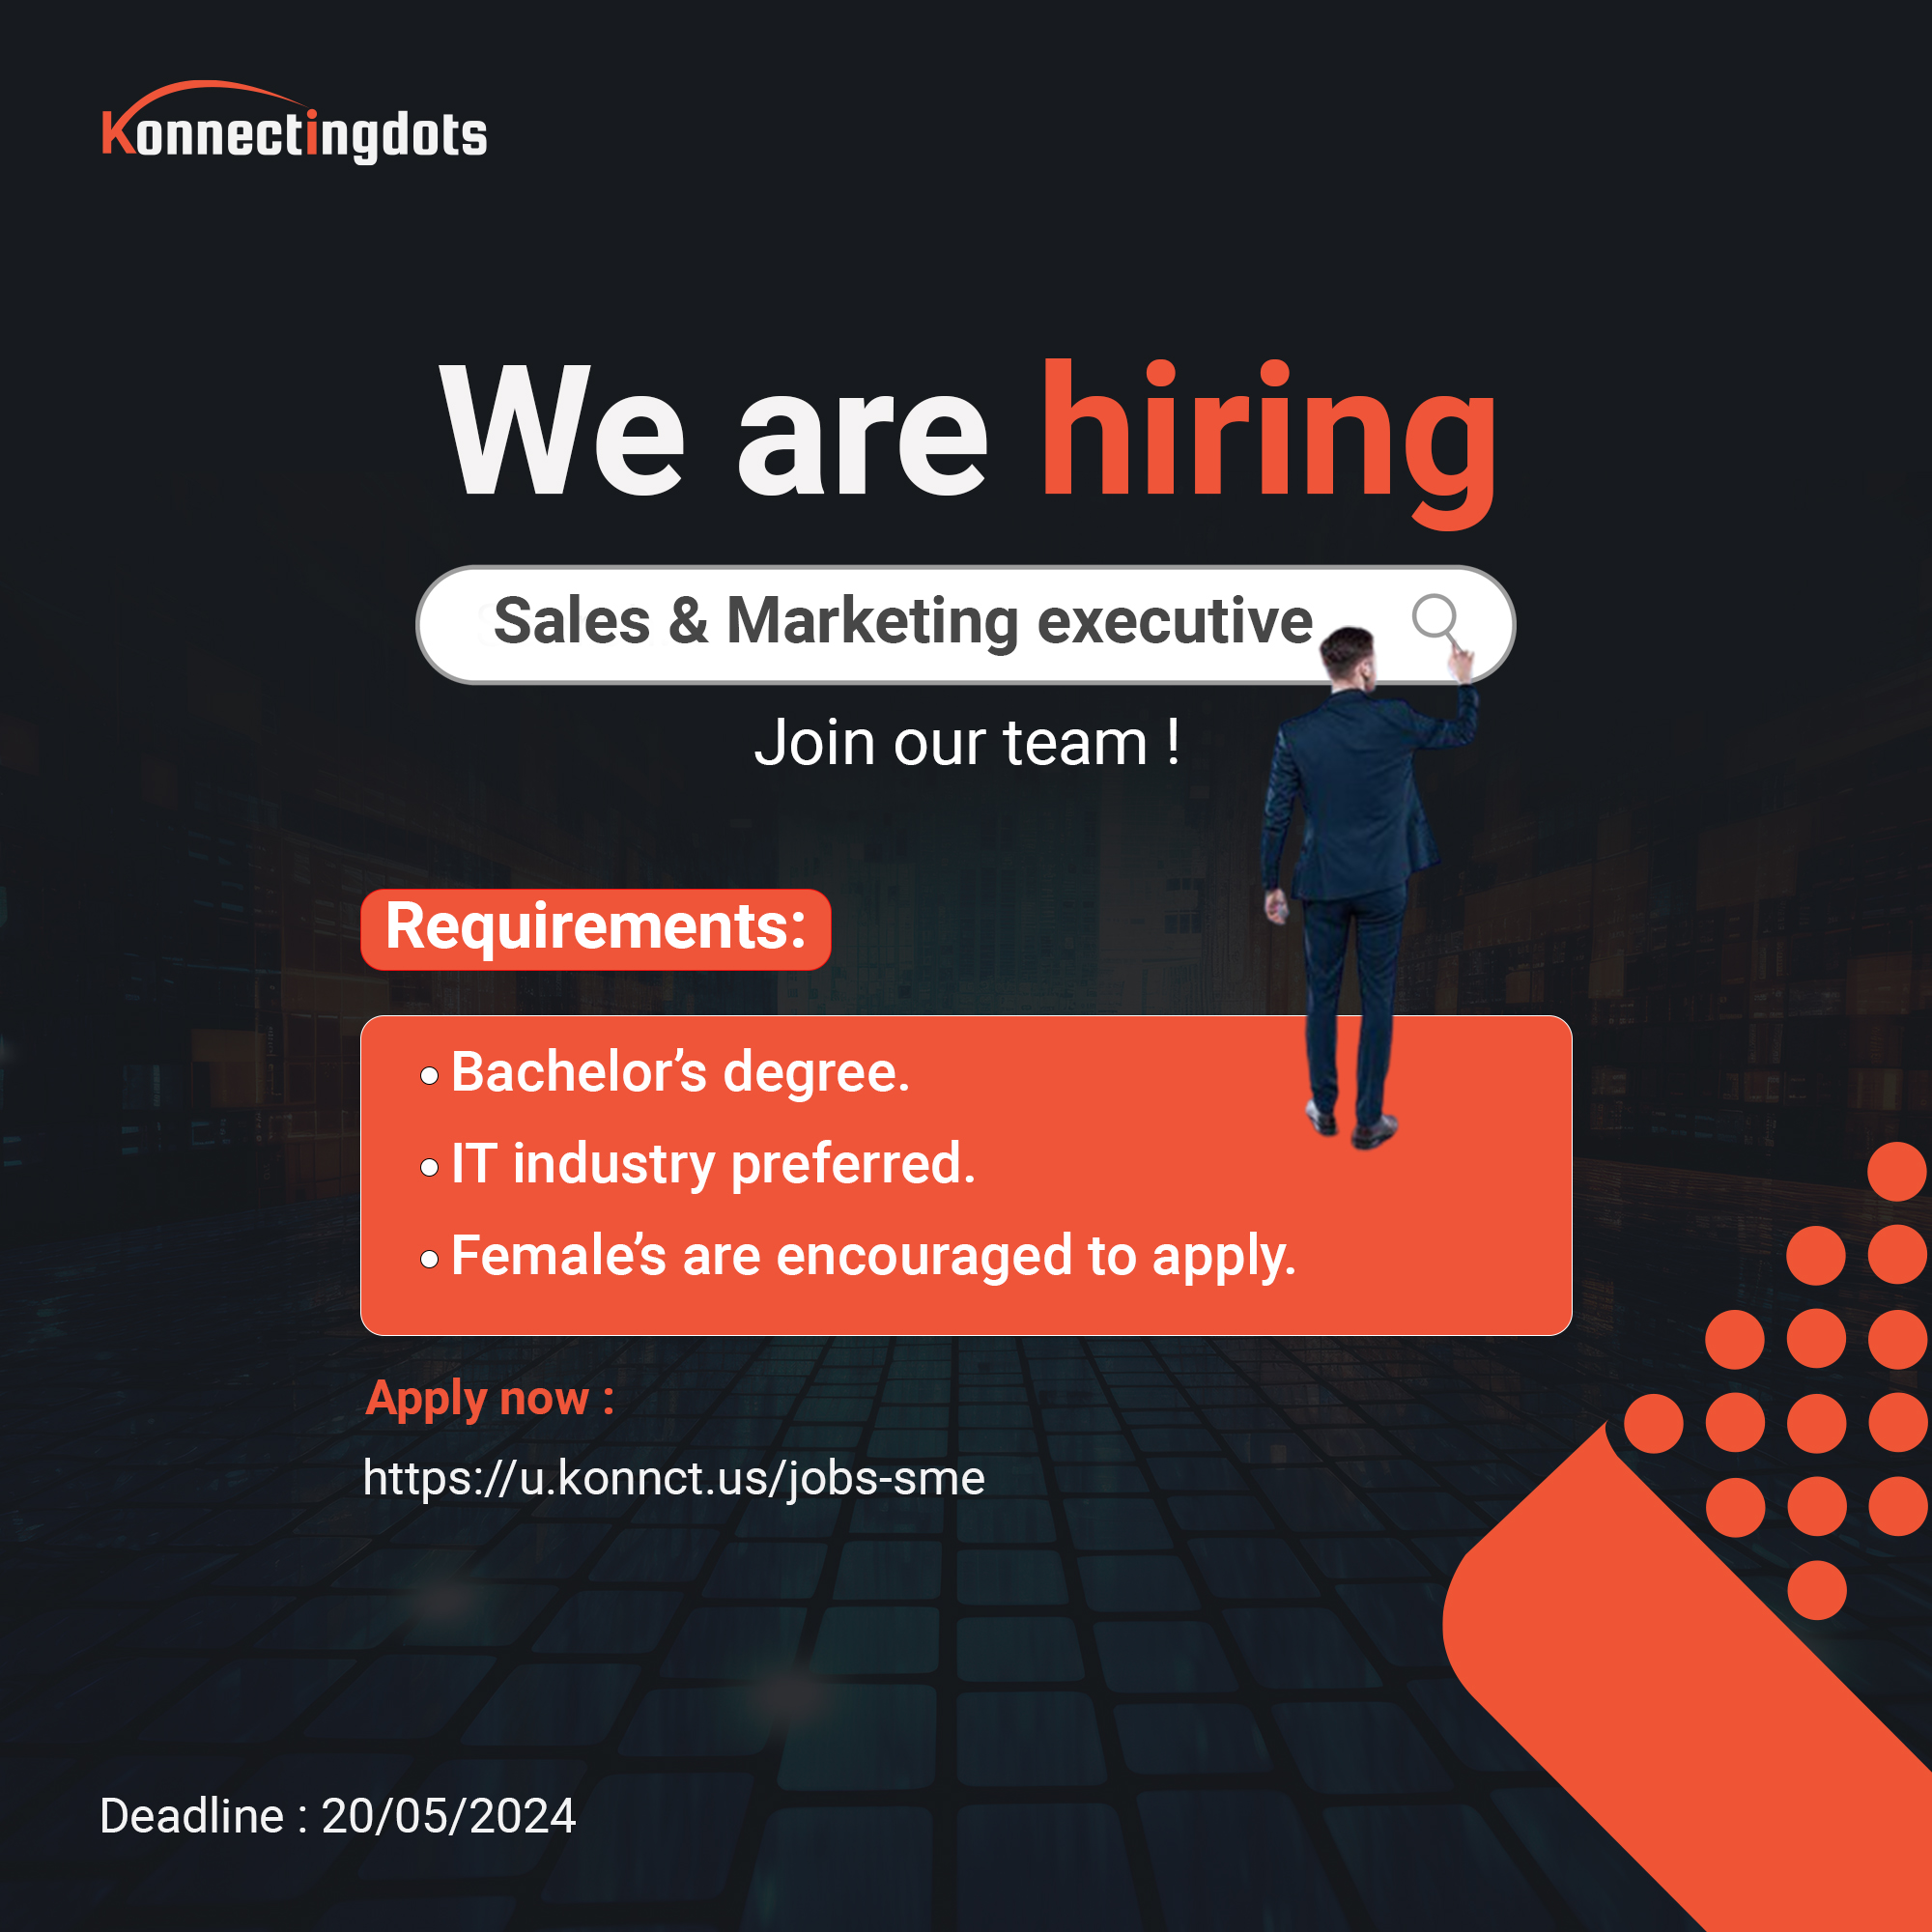 Konnectingdots
We are hiring
Sales & Marketing executive
Join our team !
Requirements:
• Bachelor’s degree.
• IT industry preferred.
• Female’s are encouraged to apply.
Apply now :
https://u.konnct.us/jobs-sme
Deadline : 20/05/2024